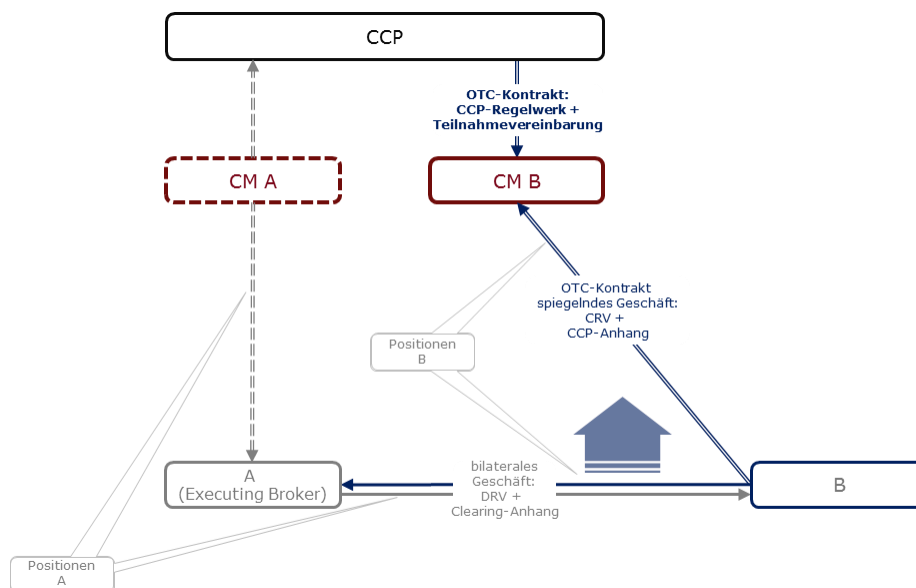 CCP
OTC-Kontrakt:
CCP-Regelwerk +
Teilnahmevereinbarung
CM A
CM B
OTC-Kontrakt
spiegelndes Geschäft:
CRV +
CCP-Anhang
Positionen
B
A
(Executing Broker)
bilaterales
Geschäft:
DRV +
Clearing-Anhang
B
Positionen
A